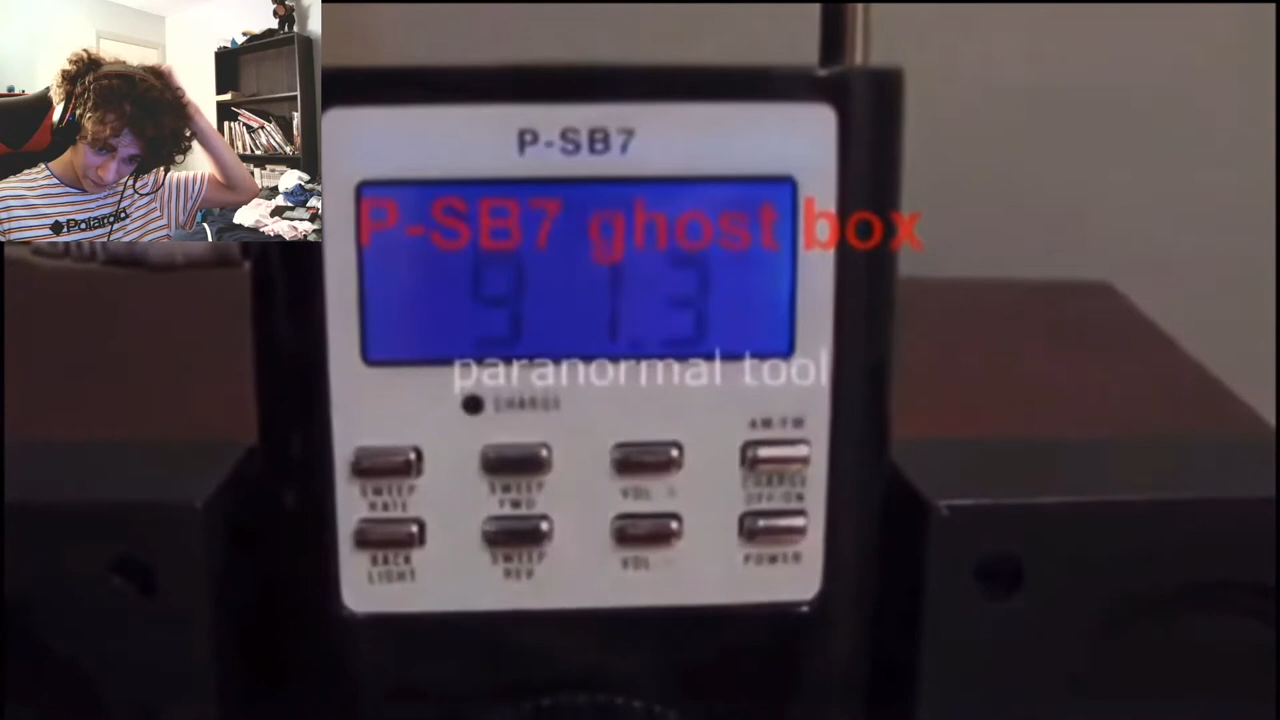 P-SB7
P-SB7 ghost box
91.3
paranormal tool
CHARGE
AM/FM
SWEEP RATE
SWEEP FWD
VOL
CHARGE OFF/ON
BACK LIGHT
SWEEP REV
VOL
POWER
Polaroid